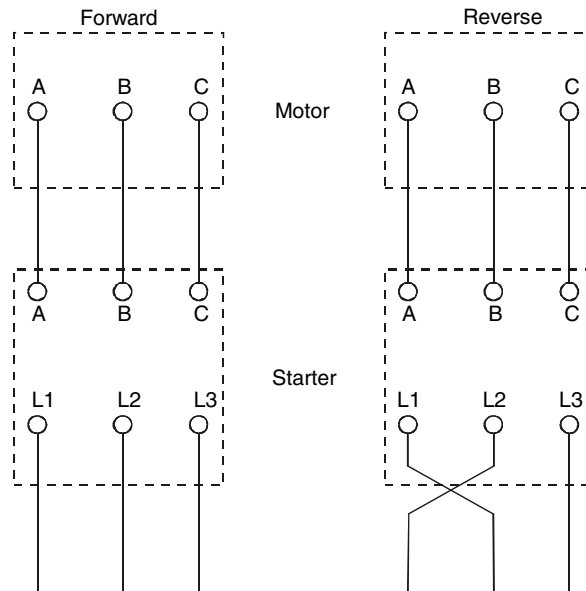 Forward
Reverse
A B C
Motor
A B C
A B C
A B C
Starter
L1 L2 L3
L1 L2 L3